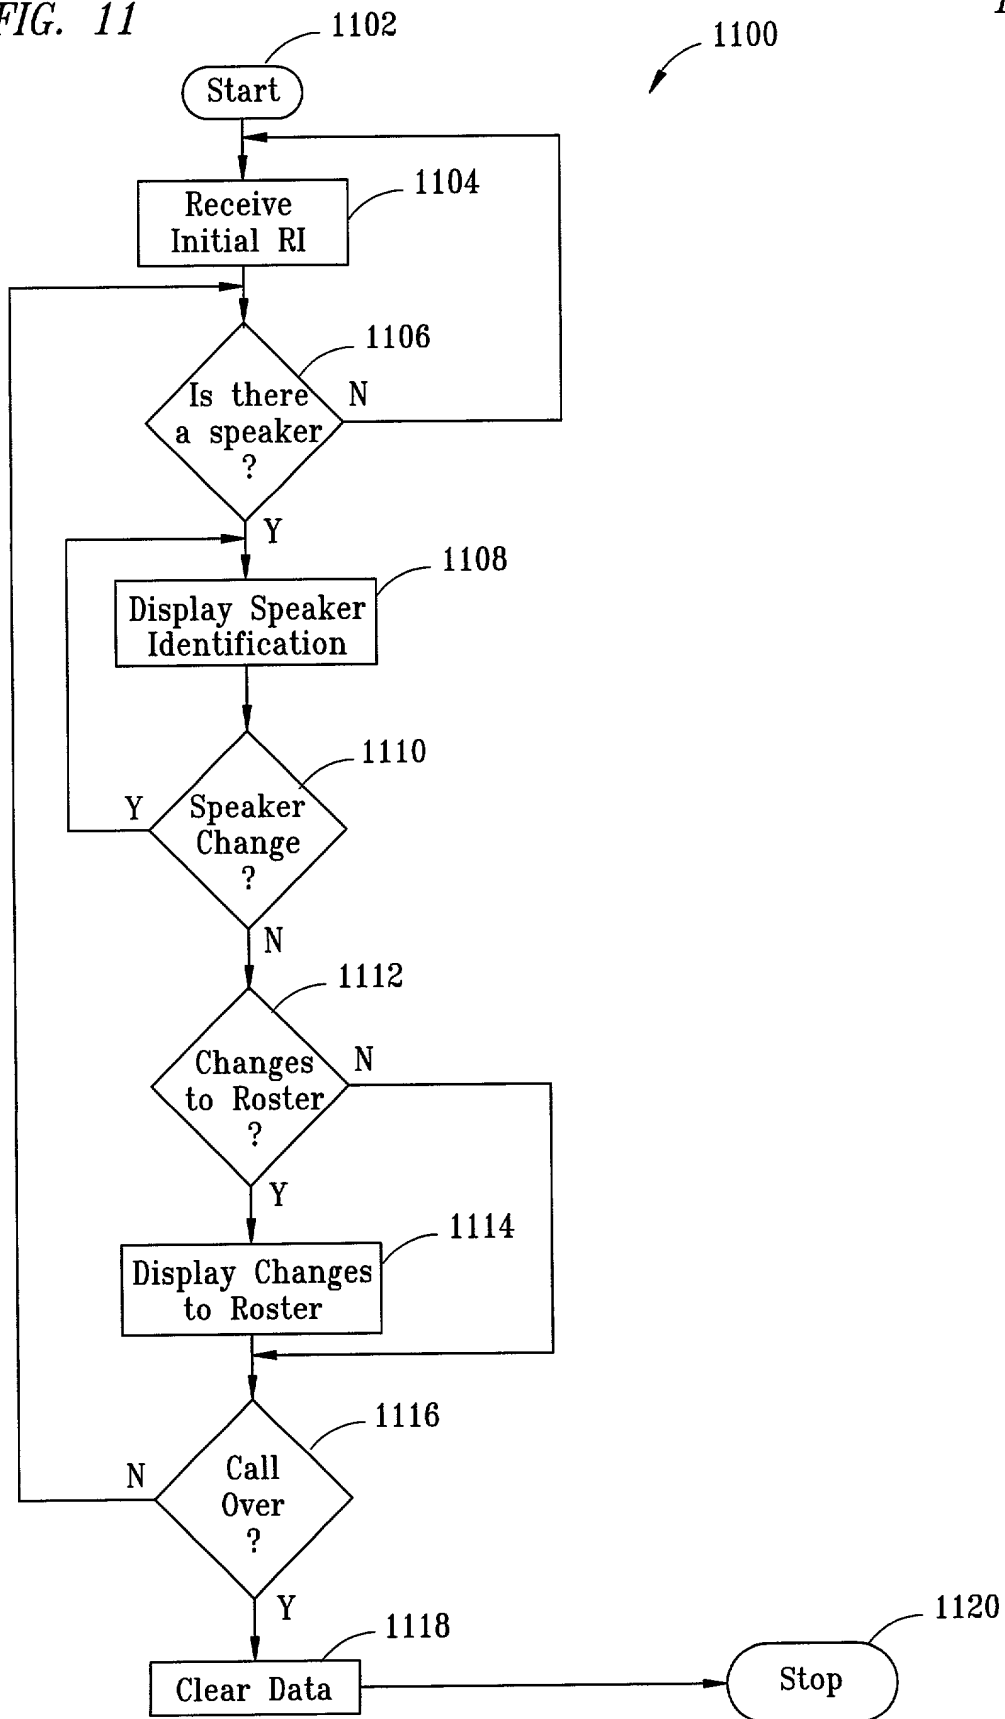 FIG. 11
1102
1100
Start
1104
Receive
Initial RI
1106
Is there
a speaker
?
N
Y
1108
Display Speaker
Identification
1110
Speaker
Change
?
Y
N
1112
Changes
to Roster
?
N
Y
1114
Display Changes
to Roster
1116
Call
Over
?
N
Y
1118
Clear Data
1120
Stop